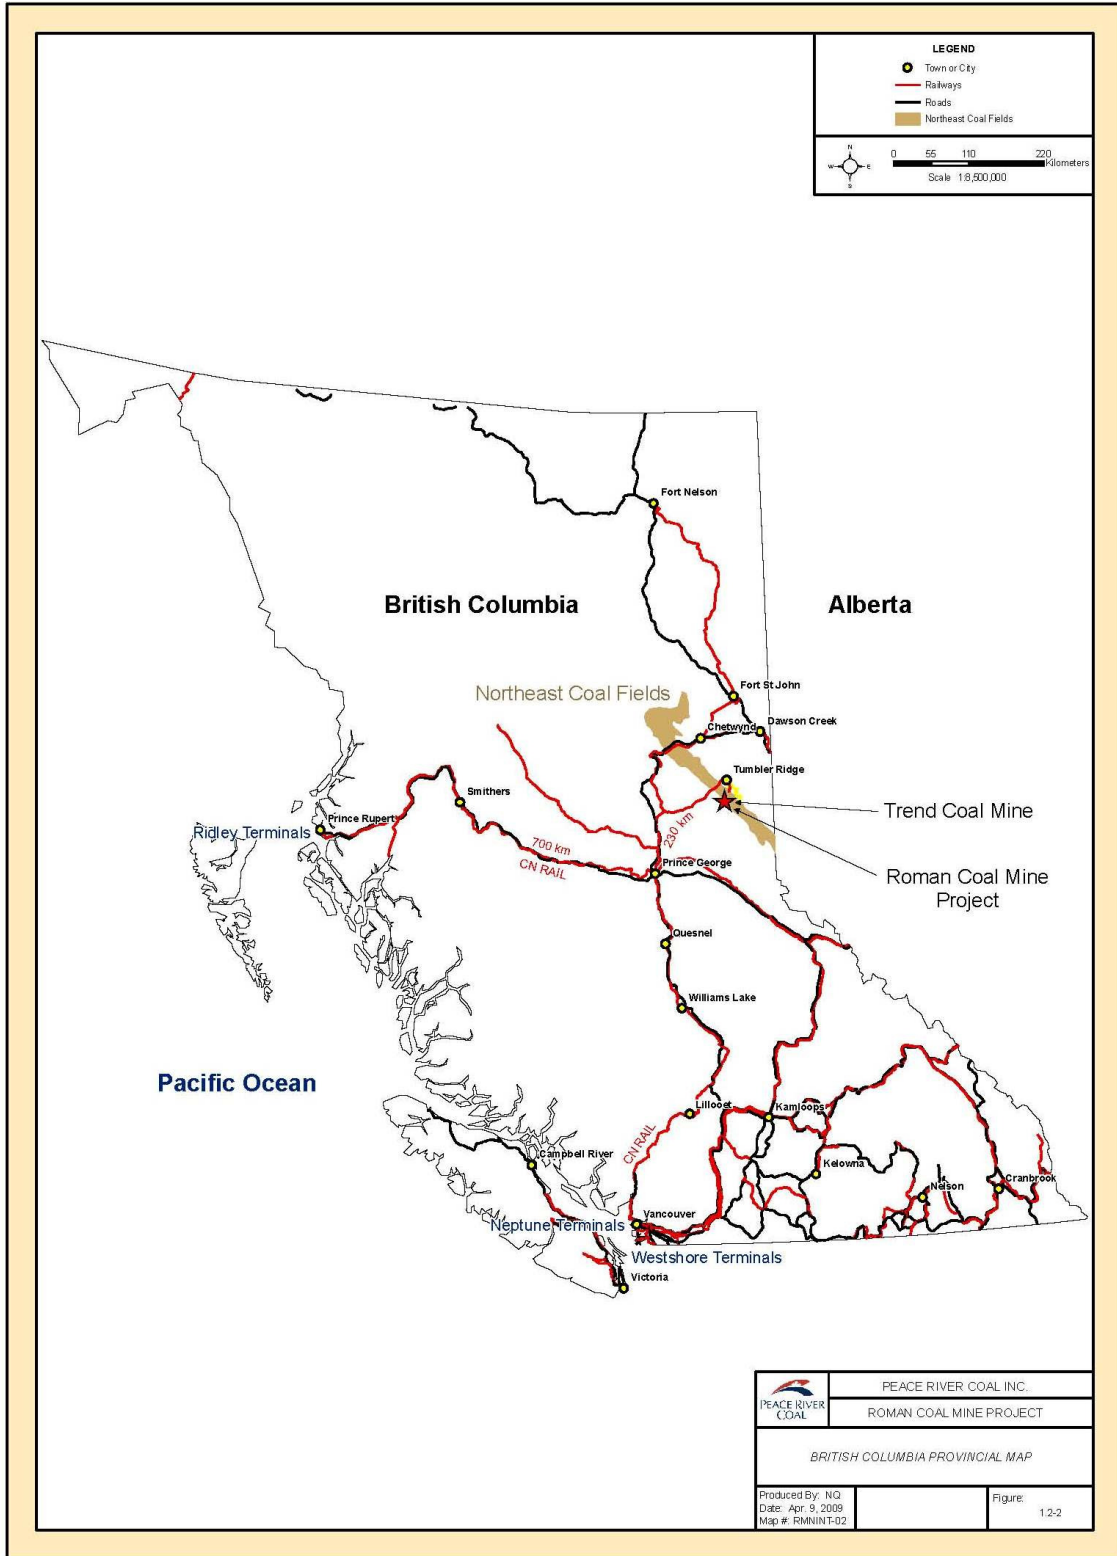 LEGEND
Town or City
Railways
Roads
Northeast Coal Fields
N
W E
S
0 55 110 220
Kilometers
Scale 1:8,500,000
Fort Nelson
British Columbia
Alberta
Northeast Coal Fields
Fort St John
Chetwynd
Dawson Creek
Tumbler Ridge
Smithers
Trend Coal Mine
Prince Rupert
Ridley Terminals
230 km
700 km
CN RAIL
Prince George
Roman Coal Mine
Project
Quesnel
Williams Lake
Pacific Ocean
Lillooet
Kamloops
CN RAIL
Campbell River
Kelowna
Nelson
Cranbrook
Vancouver
Neptune Terminals
Westshore Terminals
Victoria
PEACE RIVER
COAL
PEACE RIVER COAL INC.
ROMAN COAL MINE PROJECT
BRITISH COLUMBIA PROVINCIAL MAP
Produced By: NQ
Date: Apr. 9, 2009
Map #: RMNINT-02
Figure:
1.2-2